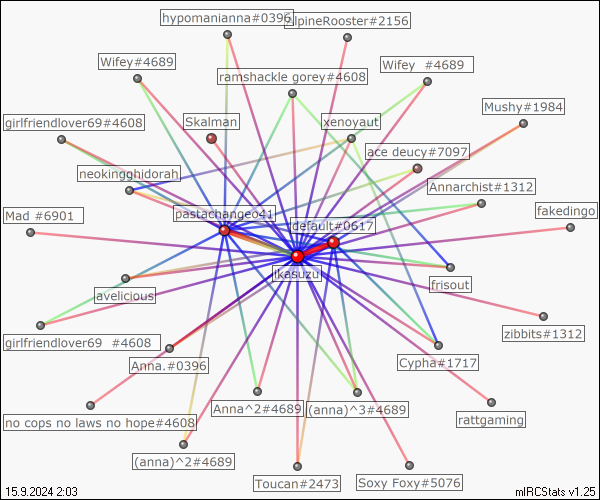 hypomanianna#0396
AlpineRooster#2156
Wifey#4689
ramshackle gorey#4608
Wifey #4689
Mushy#1984
girlfriendlover69#4608
Skalman
xenoyaut
ace deucy#7097
neokingghidorah
Annarchist#1312
Mad #6901
pastachangeo41
default#0617
fakedingo
kasuzu
avelicious
frisout
zibbits#1312
girlfriendlover69 #4608
Anna.#0396
Cypha#1717
no cops no laws no hope#4608
Anna^2#4689
(anna)^3#4689
rattgaming
(anna)^2#4689
Toucan#2473
Soxy Foxy#5076
15.9.2024 2:03
mIRCStats v1.25